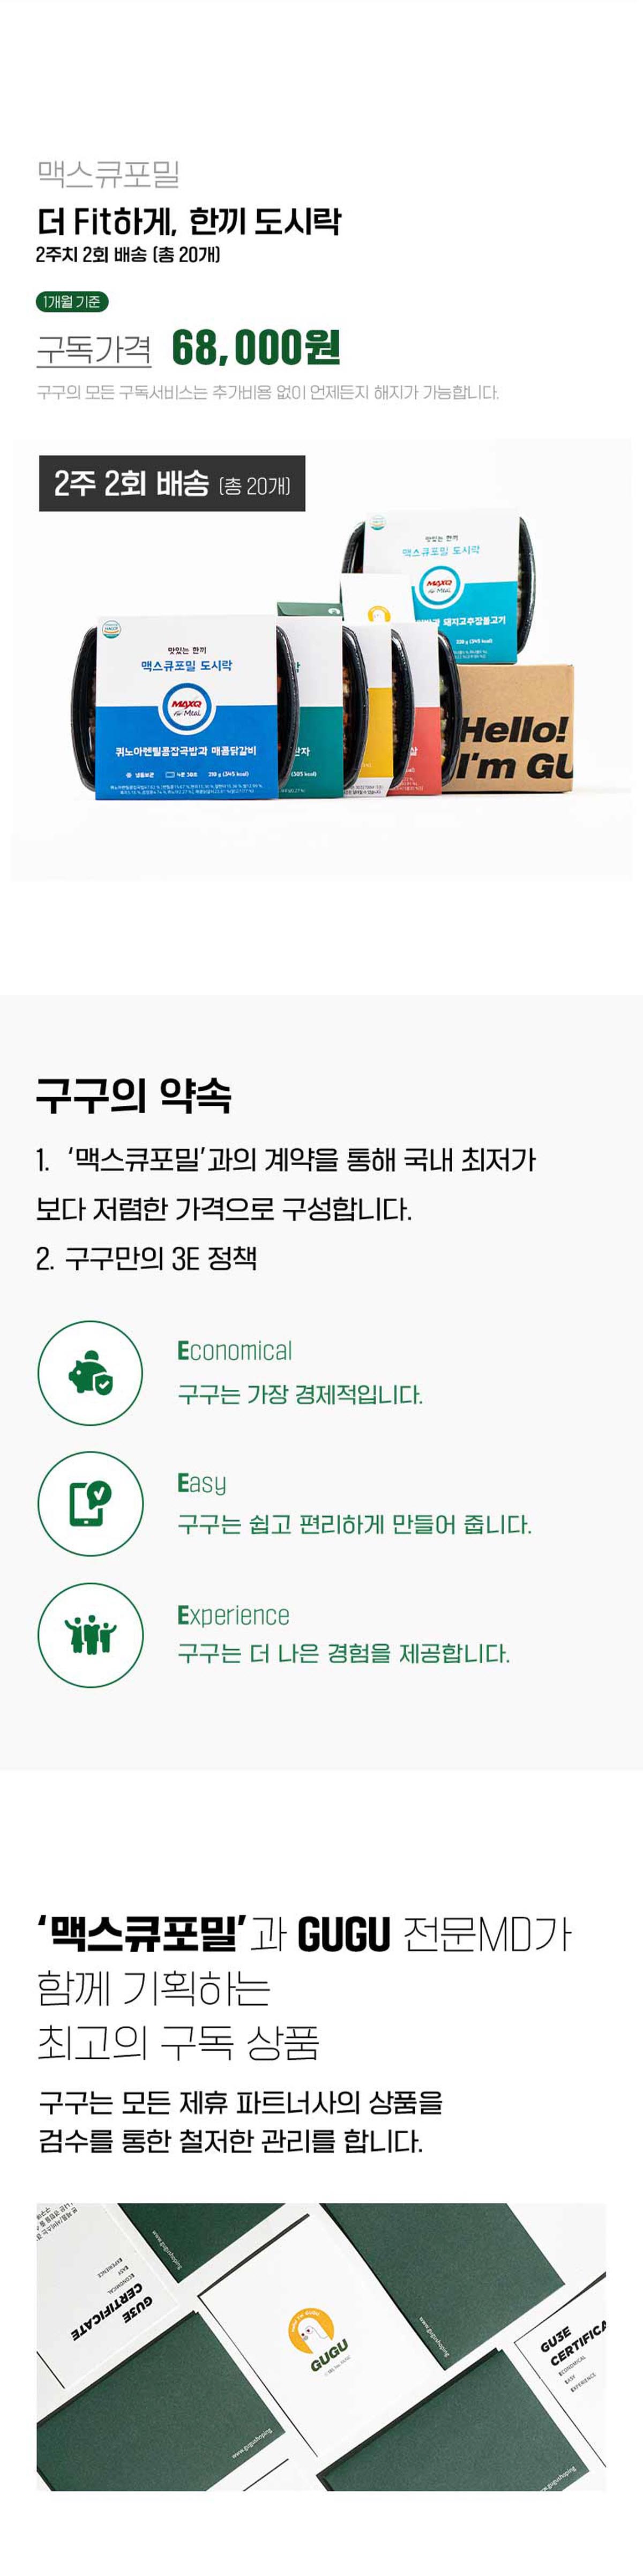 맥스큐포밀
더 Fit하게, 한끼 도시락
2주치 2회 배송 (총 20개)
1개월 기준
구독가격 68,000원
구구의 모든 구독서비스는 추가비용 없이 언제든지 해지가 가능합니다.
2주 2회 배송 (총 20개)
맛있는 한끼
맥스큐포밀 도시락
MAXQ
For Meal
돼지고추장불고기
맛있는 한끼
맥스큐포밀 도시락
MAXQ
For Meal
퀴노아렌틸콩잡곡밥과 매콤닭갈비
냉동보관
210 g (345 kcal)
Hello!
I'm GU
구구의 약속
1. ‘맥스큐포밀’과의 계약을 통해 국내 최저가
보다 저렴한 가격으로 구성합니다.
2. 구구만의 3E 정책
Economical
구구는 가장 경제적입니다.
Easy
구구는 쉽고 편리하게 만들어 줍니다.
Experience
구구는 더 나은 경험을 제공합니다.
‘맥스큐포밀’과 GUGU 전문MD가
함께 기획하는
최고의 구독 상품
구구는 모든 제휴 파트너사의 상품을
검수를 통한 철저한 관리를 합니다.
GU3E
CERTIFICATE
ECONOMICAL
EASY
EXPERIENCE
GUGU
GU3E
CERTIFICA
ECONOMICAL
EASY
EXPERIENCE